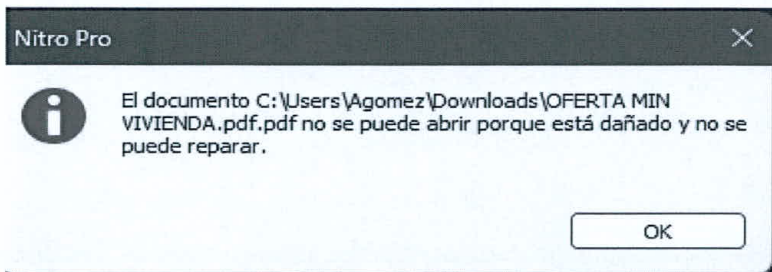 Nitro Pro
El documento C:\Users\Agomez\Downloads\OFERTA MIN
VIVIENDA.pdf.pdf no se puede abrir porque está dañado y no se
puede reparar.
OK